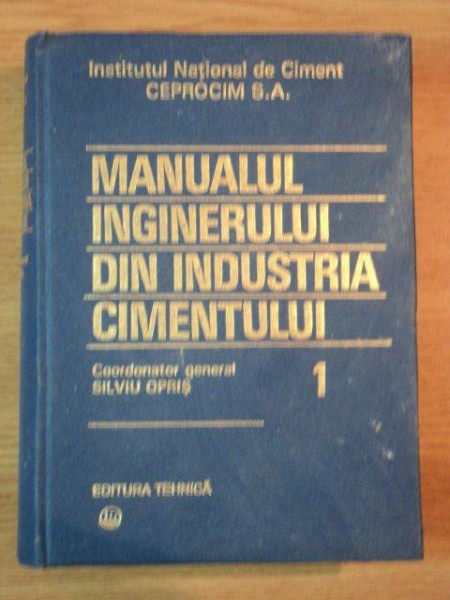 Institutul Național de Ciment
CEPROCIM S.A.
MANUALUL
INGINERULUI
DIN INDUSTRIA
CIMENTULUI
Coordonator general
SILVIU OPRIȘ
1
EDITURA TEHNICĂ